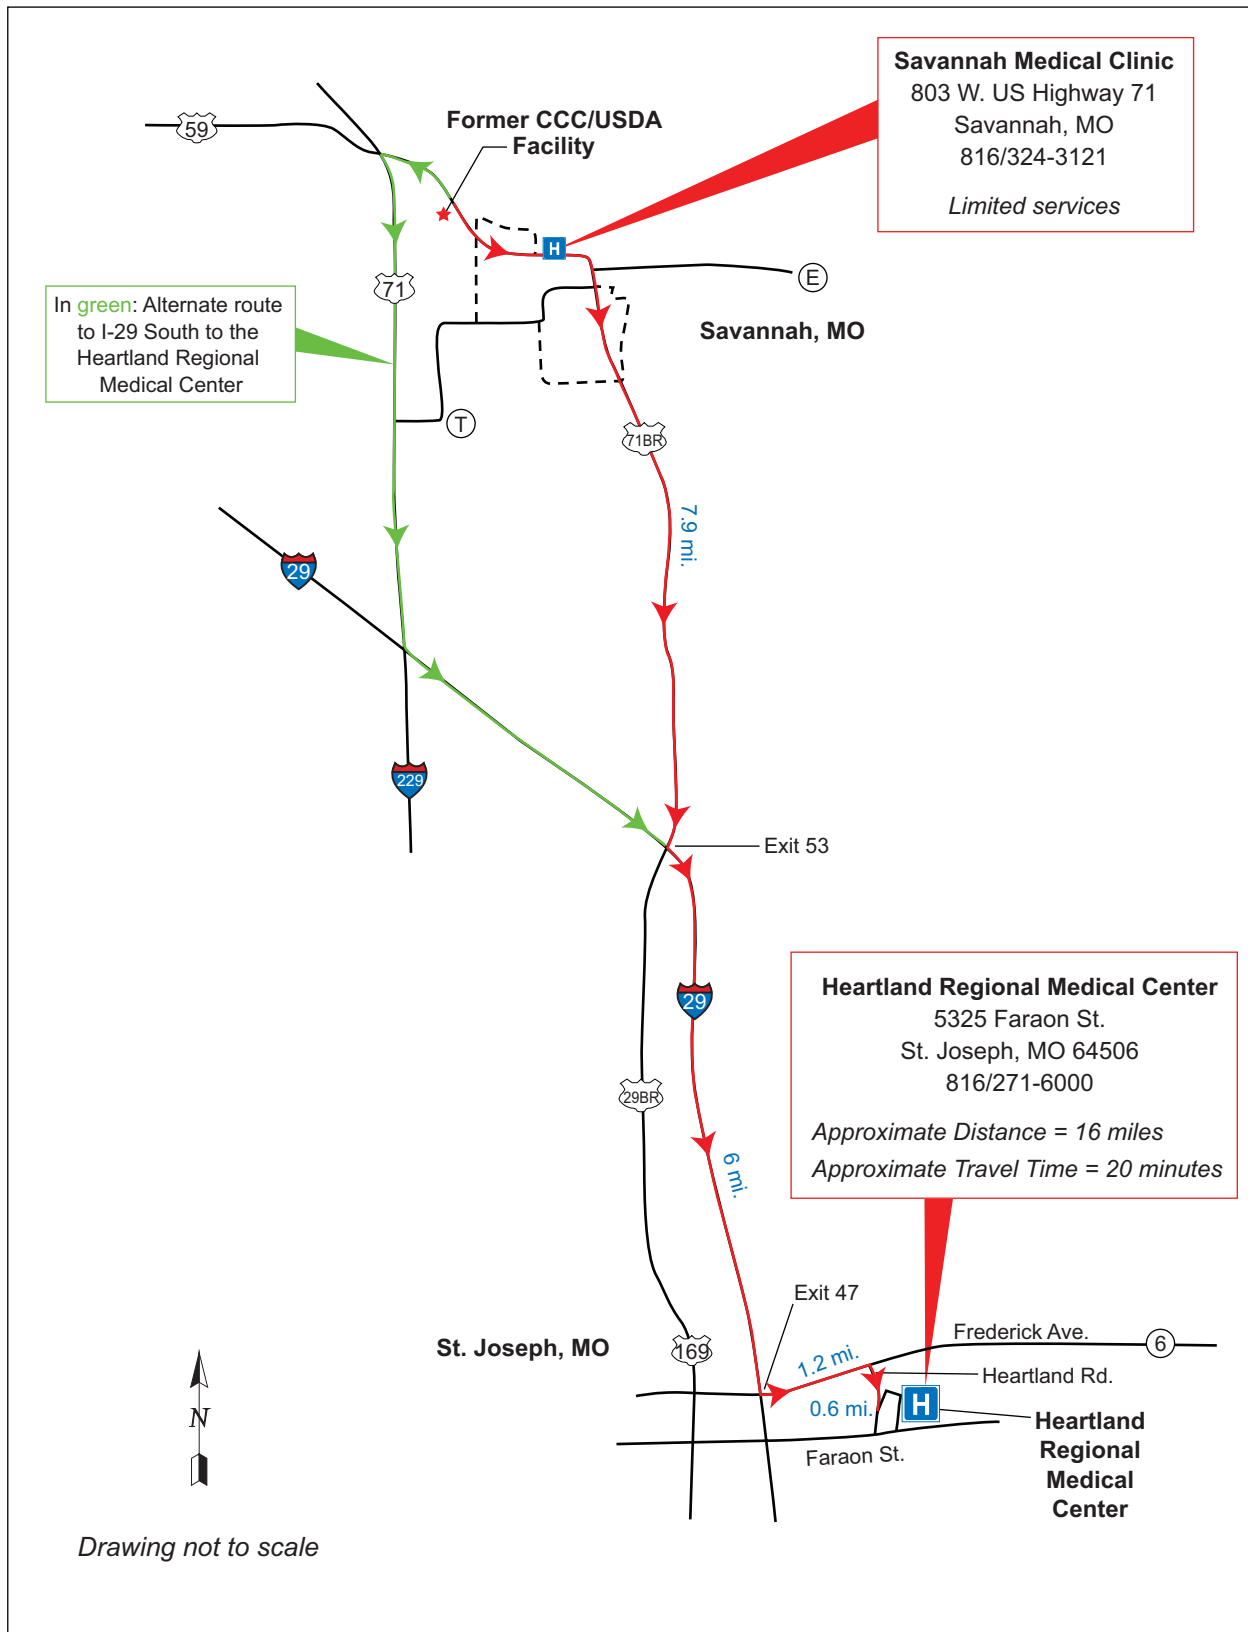 Savannah Medical Clinic
803 W. US Highway 71
Savannah, MO
816/324-3121
Limited services
59
Former CCC/USDA
Facility
H
E
71
In green: Alternate route
to I-29 South to the
Heartland Regional
Medical Center
Savannah, MO
T
71BR
7.9 mi.
29
229
Exit 53
29
Heartland Regional Medical Center
5325 Faraon St.
St. Joseph, MO 64506
816/271-6000
Approximate Distance = 16 miles
Approximate Travel Time = 20 minutes
29BR
6 mi.
Exit 47
St. Joseph, MO
169
Frederick Ave.
6
1.2 mi.
Heartland Rd.
0.6 mi.
H
Faraon St.
Heartland
Regional
Medical
Center
N
Drawing not to scale